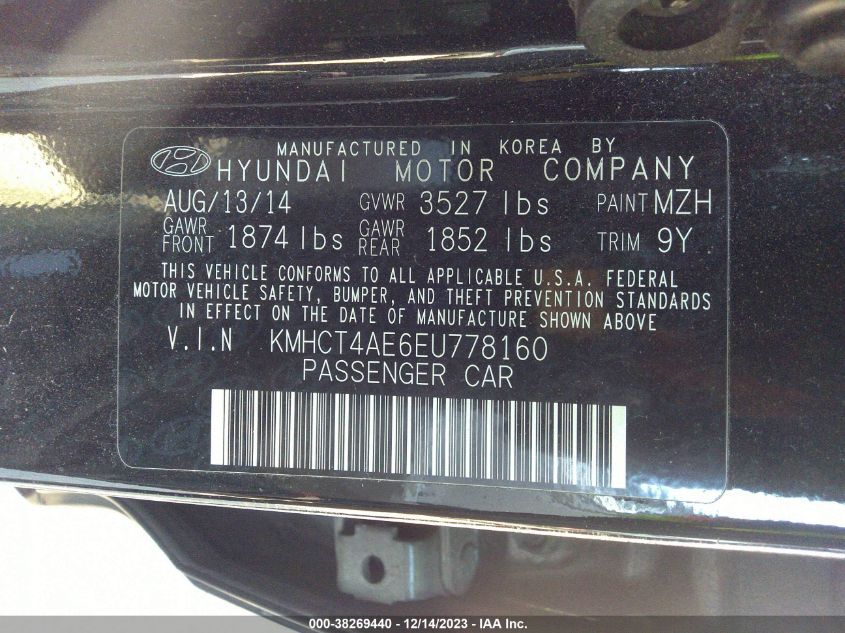 MANUFACTURED IN KOREA BY
HYUNDAI MOTOR COMPANY
AUG/13/14 GVWR 3527 lbs PAINT MZH
GAWR FRONT 1874 lbs GAWR REAR 1852 lbs TRIM 9Y
THIS VEHICLE CONFORMS TO ALL APPLICABLE U.S.A. FEDERAL
MOTOR VEHICLE SAFETY, BUMPER, AND THEFT PREVENTION STANDARDS
IN EFFECT ON THE DATE OF MANUFACTURE SHOWN ABOVE
V.I.N KMHCT4AE6EU778160
PASSENGER CAR
000-38269440 - 12/14/2023 - IAA Inc.